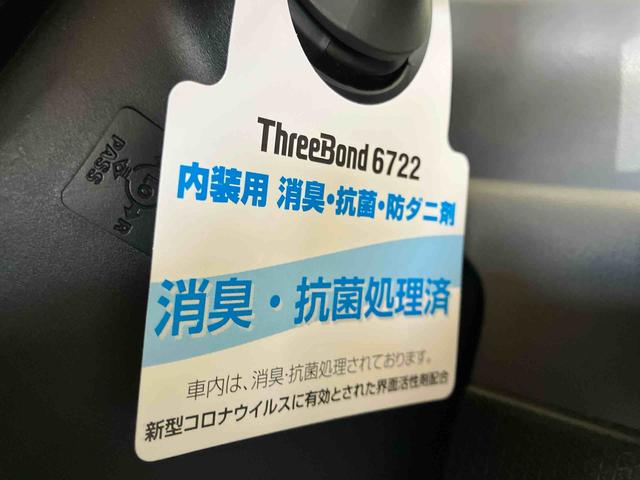 ThreeBond 6722
内装用 消臭・抗菌・防ダニ剤
消臭・抗菌処理済
車内は、消臭・抗菌処理されております。
新型コロナウイルスに有効とされた界面活性剤配合
PASS
Lo
R